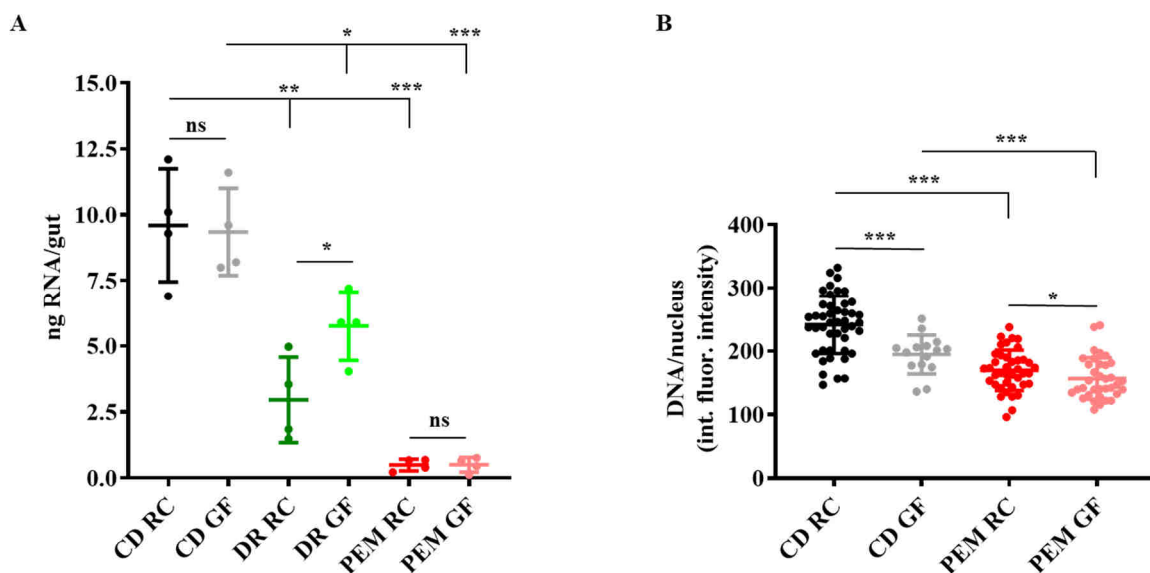 A
* * ***
15.0
** ***
ns
12.5
10.0
7.5
*
5.0
2.5
ns
0.0
ng RNA/gut
CD RC
CD GF
DR RC
DR GF
PEM RC
PEM GF
B
***
***
400
***
300
*
200
100
0
DNA/nucleus
(int. fluor. intensity)
CD RC
CD GF
PEM RC
PEM GF